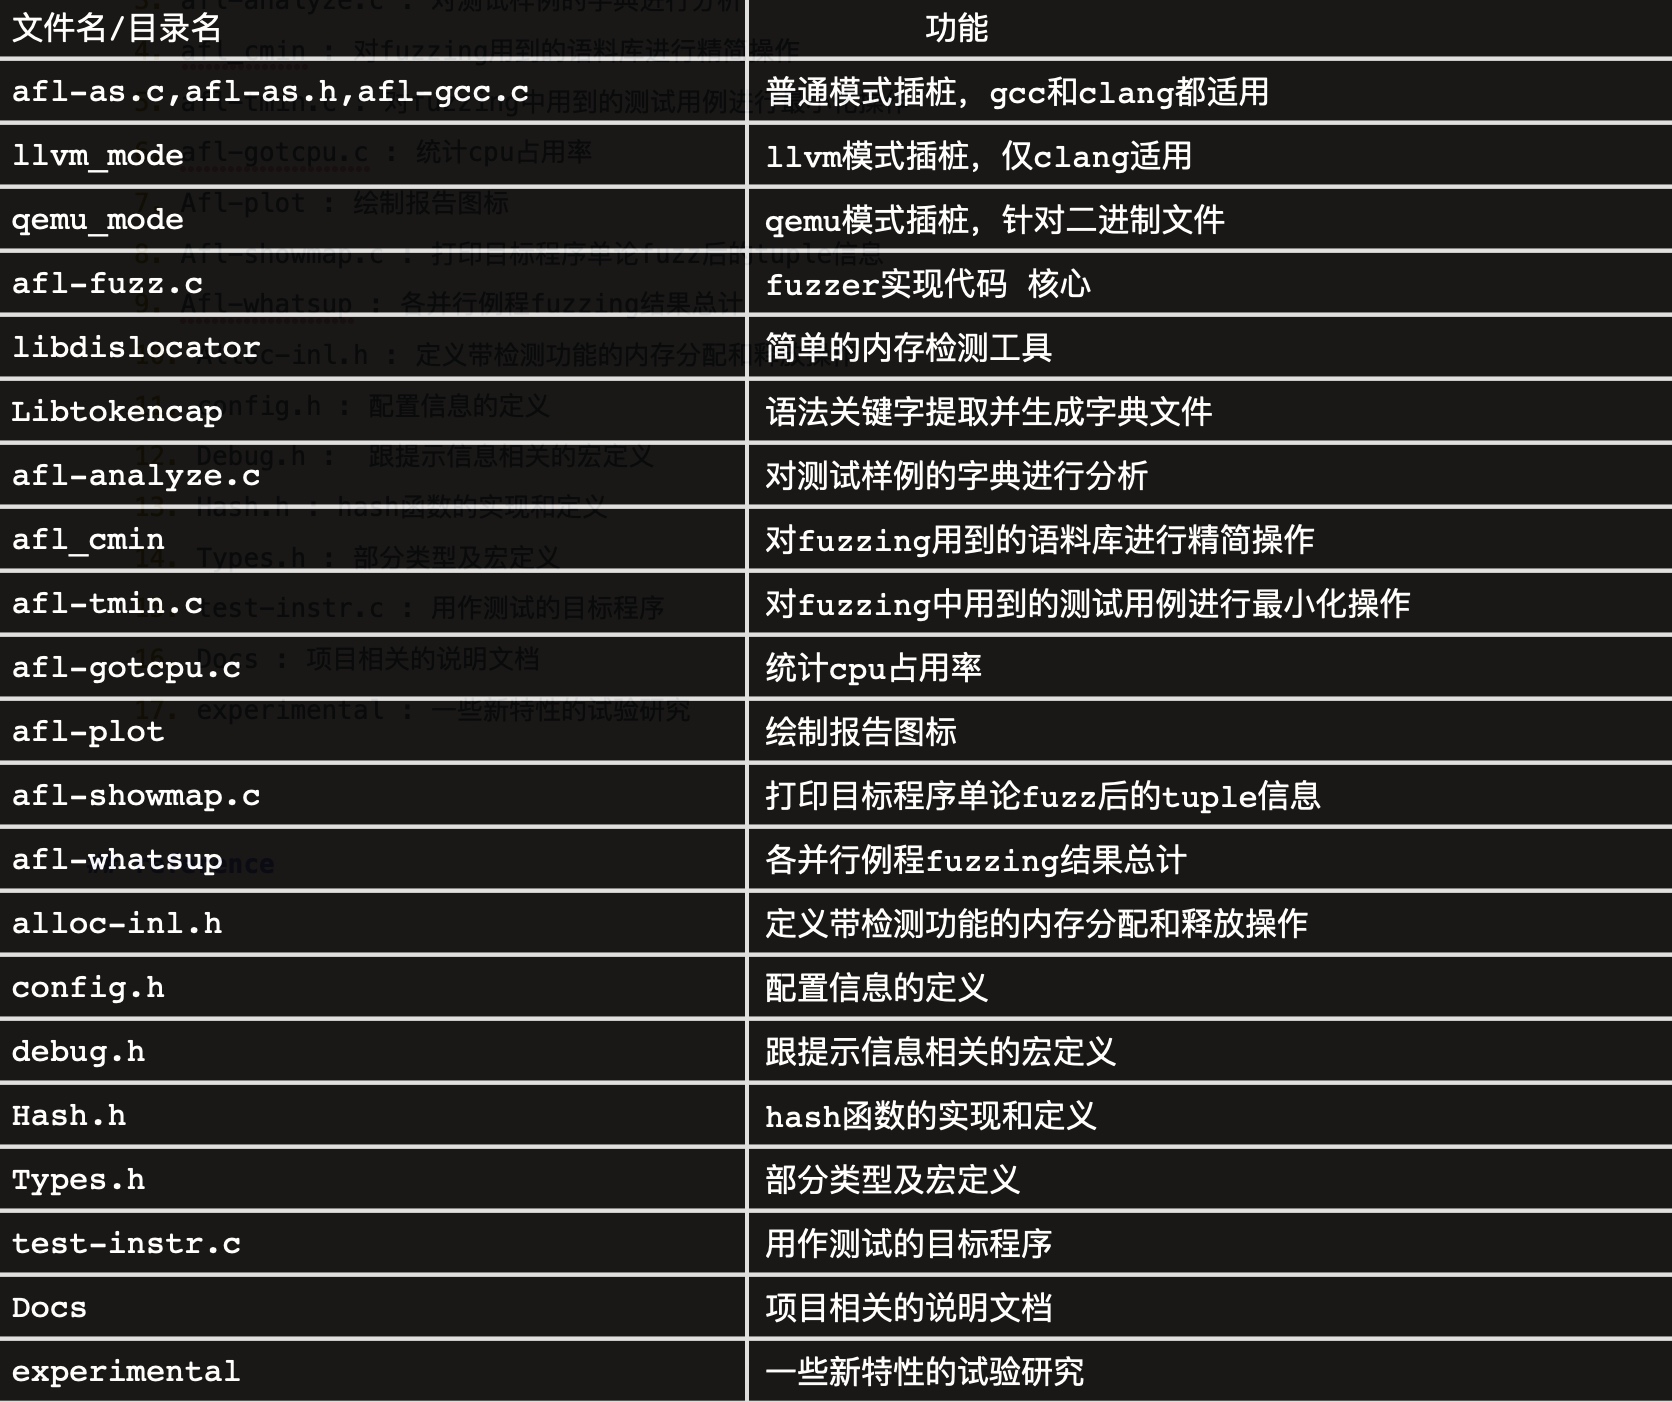 文件名/目录名 功能
afl-as.c,afl-as.h,afl-gcc.c 普通模式插桩，gcc和clang都适用
llvm_mode llvm模式插桩，仅clang适用
qemu_mode qemu模式插桩，针对二进制文件
afl-fuzz.c fuzzer实现代码 核心
libdislocator 简单的内存检测工具
Libtokencap 语法关键字提取并生成字典文件
afl-analyze.c 对测试样例的字典进行分析
afl_cmin 对fuzzing用到的语料库进行精简操作
afl-tmin.c 对fuzzing中用到的测试用例进行最小化操作
afl-gotcpu.c 统计cpu占用率
afl-plot 绘制报告图标
afl-showmap.c 打印目标程序单论fuzz后的tuple信息
afl-whatsup 各并行例程fuzzing结果总计
alloc-inl.h 定义带检测功能的内存分配和释放操作
config.h 配置信息的定义
debug.h 跟提示信息相关的宏定义
Hash.h hash函数的实现和定义
Types.h 部分类型及宏定义
test-instr.c 用作测试的目标程序
Docs 项目相关的说明文档
experimental 一些新特性的试验研究